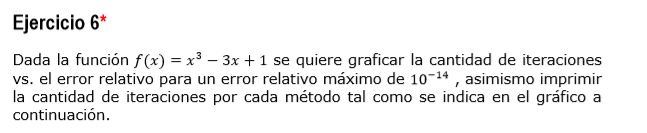 Ejercicio 6*
Dada la función f(x) = x³ − 3x + 1 se quiere graficar la cantidad de iteraciones
vs. el error relativo para un error relativo máximo de 10⁻¹⁴ , asimismo imprimir
la cantidad de iteraciones por cada método tal como se indica en el gráfico a
continuación.